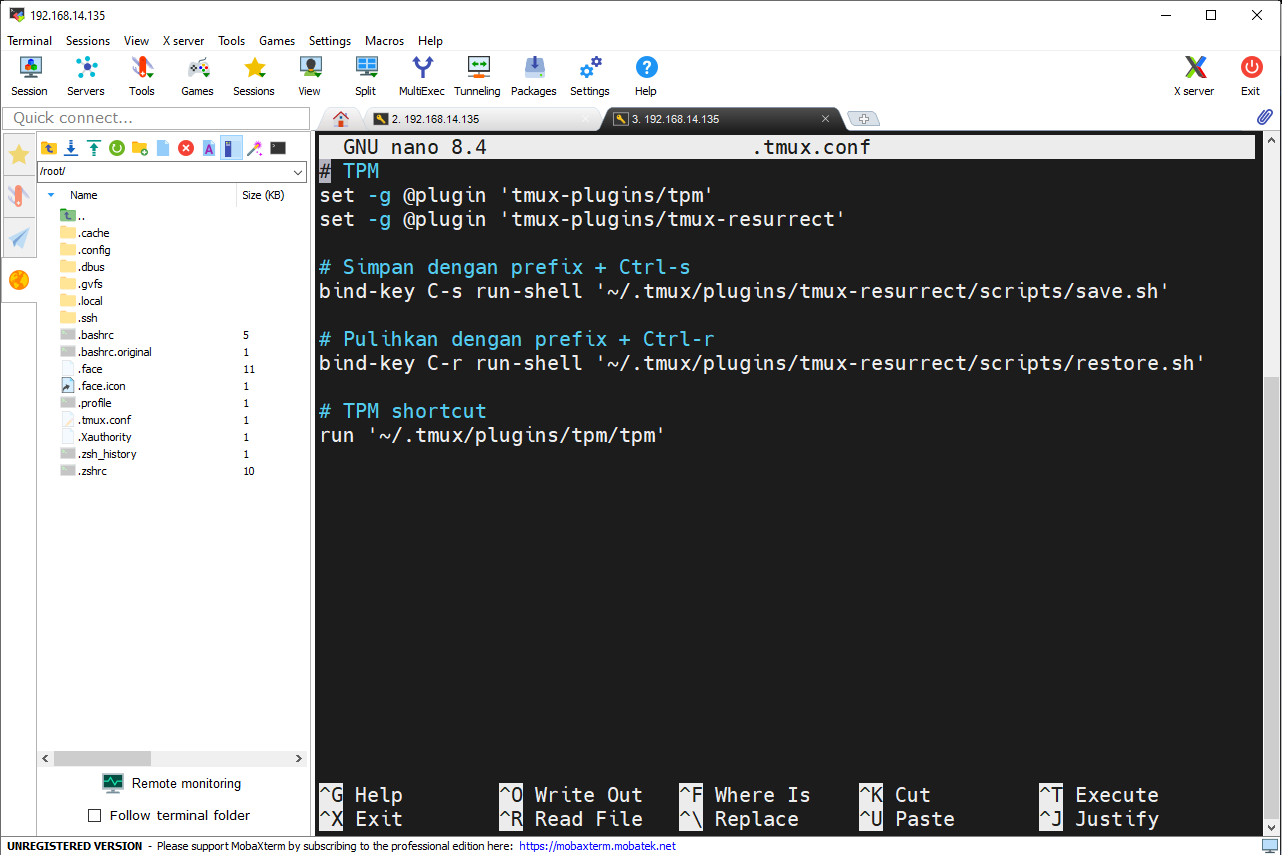 192.168.14.135
Terminal Sessions View X server Tools Games Settings Macros Help
Session Servers Tools Games Sessions View Split MultiExec Tunneling Packages Settings Help X server Exit
Quick connect...
2. 192.168.14.135
3. 192.168.14.135
/root/
Name Size (KB)
..
.cache
.config
.dbus
.gvfs
.local
.ssh
.bashrc 5
.bashrc.original 1
.face 11
.face.icon 1
.profile 1
.tmux.conf 1
.Xauthority 1
.zsh_history 1
.zshrc 10
Remote monitoring
Follow terminal folder
GNU nano 8.4 .tmux.conf
# TPM
set -g @plugin 'tmux-plugins/tpm'
set -g @plugin 'tmux-plugins/tmux-resurrect'
# Simpan dengan prefix + Ctrl-s
bind-key C-s run-shell '~/.tmux/plugins/tmux-resurrect/scripts/save.sh'
# Pulihkan dengan prefix + Ctrl-r
bind-key C-r run-shell '~/.tmux/plugins/tmux-resurrect/scripts/restore.sh'
# TPM shortcut
run '~/.tmux/plugins/tpm/tpm'
^G Help ^O Write Out ^F Where Is ^K Cut ^T Execute
^X Exit ^R Read File ^\ Replace ^U Paste ^J Justify
UNREGISTERED VERSION - Please support MobaXterm by subscribing to the professional edition here: https://mobaxterm.mobatek.net